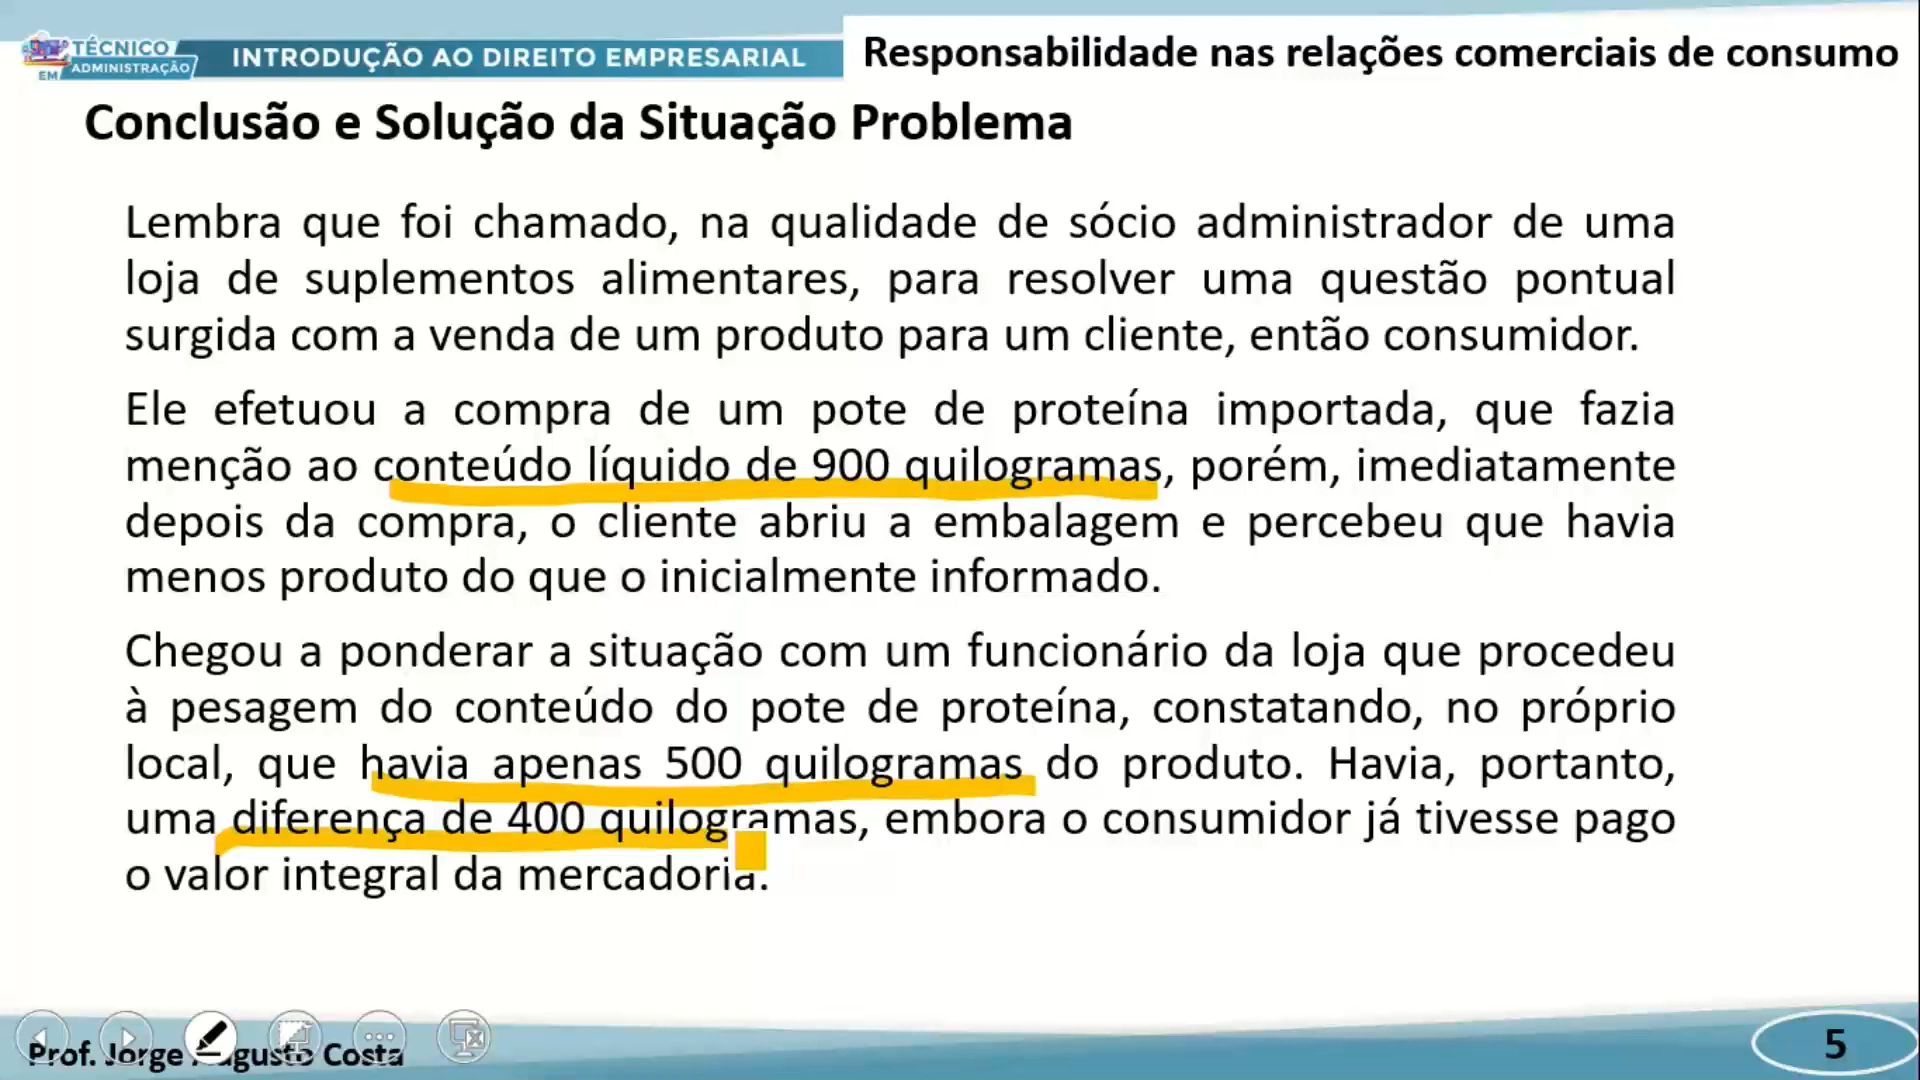 TÉCNICO
EM ADMINISTRAÇÃO
INTRODUÇÃO AO DIREITO EMPRESARIAL
Responsabilidade nas relações comerciais de consumo
Conclusão e Solução da Situação Problema
Lembra que foi chamado, na qualidade de sócio administrador de uma
loja de suplementos alimentares, para resolver uma questão pontual
surgida com a venda de um produto para um cliente, então consumidor.
Ele efetuou a compra de um pote de proteína importada, que fazia
menção ao conteúdo líquido de 900 quilogramas, porém, imediatamente
depois da compra, o cliente abriu a embalagem e percebeu que havia
menos produto do que o inicialmente informado.
Chegou a ponderar a situação com um funcionário da loja que procedeu
à pesagem do conteúdo do pote de proteína, constatando, no próprio
local, que havia apenas 500 quilogramas do produto. Havia, portanto,
uma diferença de 400 quilogramas, embora o consumidor já tivesse pago
o valor integral da mercadoria.
Prof. Jorge Augusto Costa
5